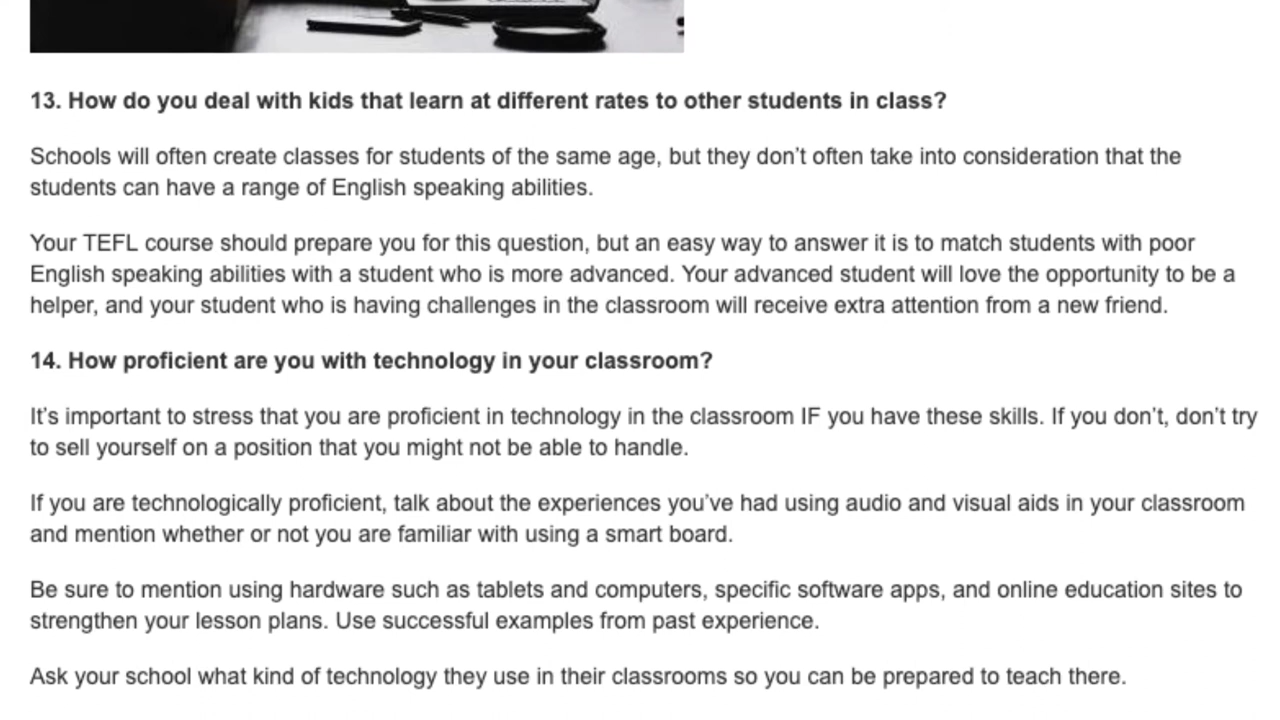 13. How do you deal with kids that learn at different rates to other students in class?
Schools will often create classes for students of the same age, but they don’t often take into consideration that the
students can have a range of English speaking abilities.
Your TEFL course should prepare you for this question, but an easy way to answer it is to match students with poor
English speaking abilities with a student who is more advanced. Your advanced student will love the opportunity to be a
helper, and your student who is having challenges in the classroom will receive extra attention from a new friend.
14. How proficient are you with technology in your classroom?
It’s important to stress that you are proficient in technology in the classroom IF you have these skills. If you don’t, don’t try
to sell yourself on a position that you might not be able to handle.
If you are technologically proficient, talk about the experiences you’ve had using audio and visual aids in your classroom
and mention whether or not you are familiar with using a smart board.
Be sure to mention using hardware such as tablets and computers, specific software apps, and online education sites to
strengthen your lesson plans. Use successful examples from past experience.
Ask your school what kind of technology they use in their classrooms so you can be prepared to teach there.